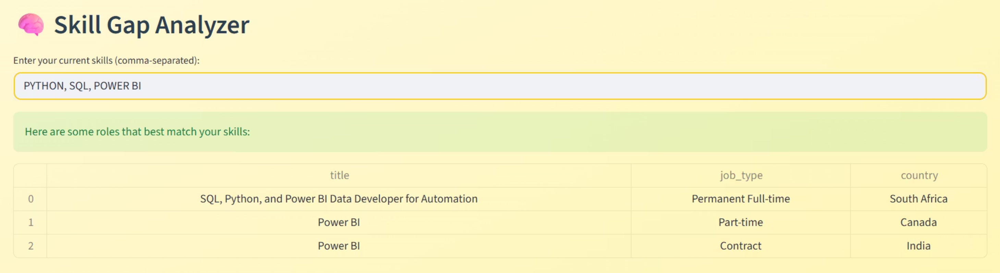 Skill Gap Analyzer
Enter your current skills (comma-separated):
PYTHON, SQL, POWER BI
Here are some roles that best match your skills:
title job_type country
0 SQL, Python, and Power BI Data Developer for Automation Permanent Full-time South Africa
1 Power BI Part-time Canada
2 Power BI Contract India